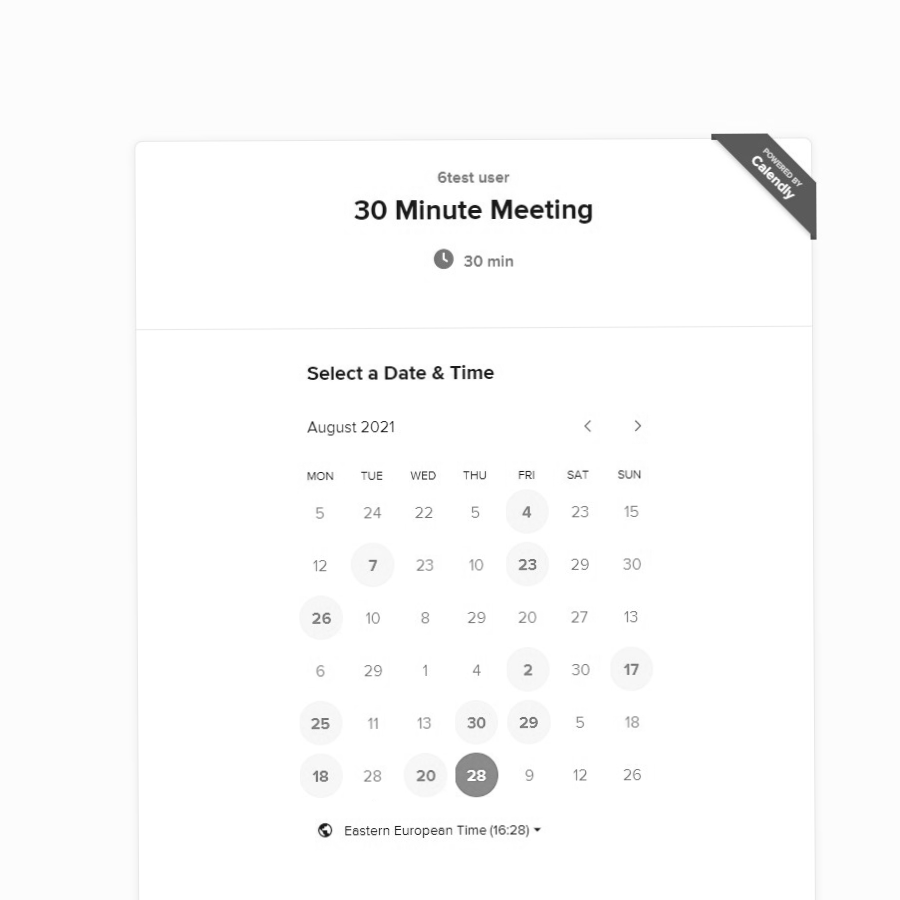 POWERED BY
Calendly
6test user
30 Minute Meeting
30 min
Select a Date & Time
August 2021
MON TUE WED THU FRI SAT SUN
5 24 22 5 4 23 15
12 7 23 10 23 29 30
26 10 8 29 20 27 13
6 29 1 4 2 30 17
25 11 13 30 29 5 18
18 28 20 28 9 12 26
Eastern European Time (16:28)